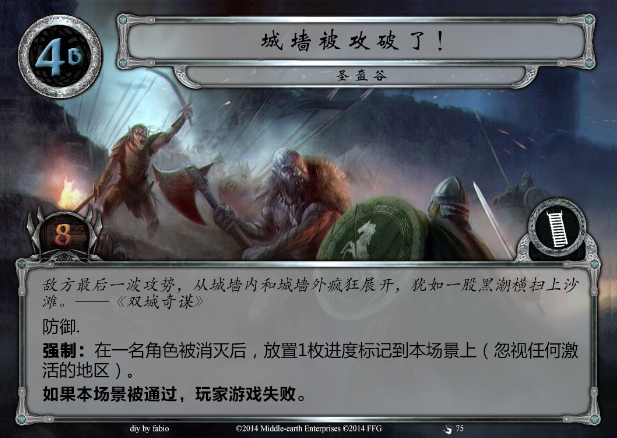 4B
城墙被攻破了！
圣盔谷
8
敌方最后一波攻势，从城墙内和城墙外疯狂展开，犹如一股黑潮横扫上沙
滩。——《双城奇谋》
防御.
强制：在一名角色被消灭后，放置1枚进度标记到本场景上（忽视任何激
活的地区）。
如果本场景被通过，玩家游戏失败。
diy by fabio ©2014 Middle-earth Enterprises ©2014 FFG 75